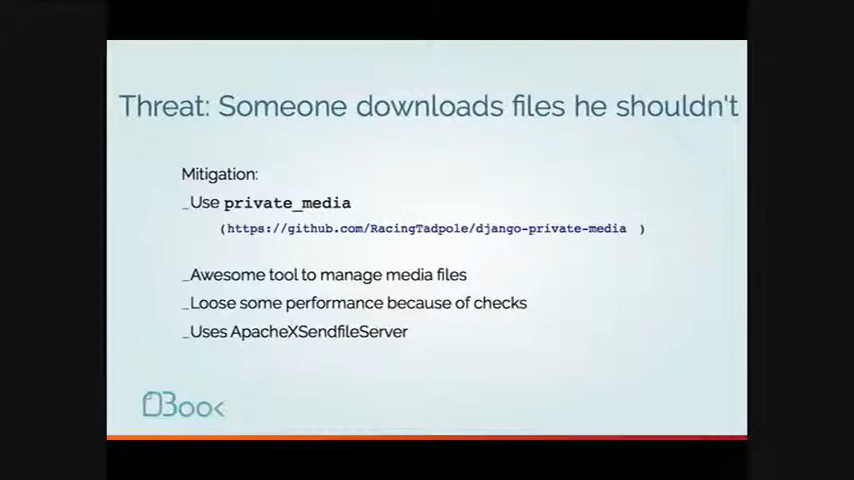 Threat: Someone downloads files he shouldn't
Mitigation:
_Use private_media
(https://github.com/RacingTadpole/django-private-media )
_Awesome tool to manage media files
_Loose some performance because of checks
_Uses ApacheXSendfileServer
DBook